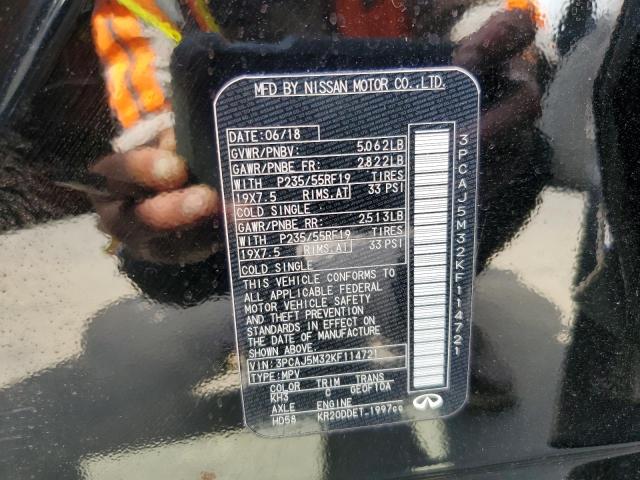 MFD BY NISSAN MOTOR CO.,LTD.
DATE: 06/18
GVWR/PNBV: 5,062LB
GAWR/PNBE FR: 2,822LB
WITH P235/55RF19 TIRES
19X7.5 RIMS.AT 33 PSI
COLD SINGLE
GAWR/PNBE RR: 2,513LB
WITH P235/55RF19 TIRES
19X7.5 RIMS.AT 33 PSI
COLD SINGLE
THIS VEHICLE CONFORMS TO
ALL APPLICABLE FEDERAL
MOTOR VEHICLE SAFETY
AND THEFT PREVENTION
STANDARDS IN EFFECT ON
THE DATE OF MANUFACTURE
SHOWN ABOVE
VIN: 3PCAJ5M32KF114721
TYPE: MPV
COLOR TRIM TRANS
KH3 C GE0F10A
AXLE ENGINE
HD58 KR20DDET 1997cc
3PCAJ5M32KF114721